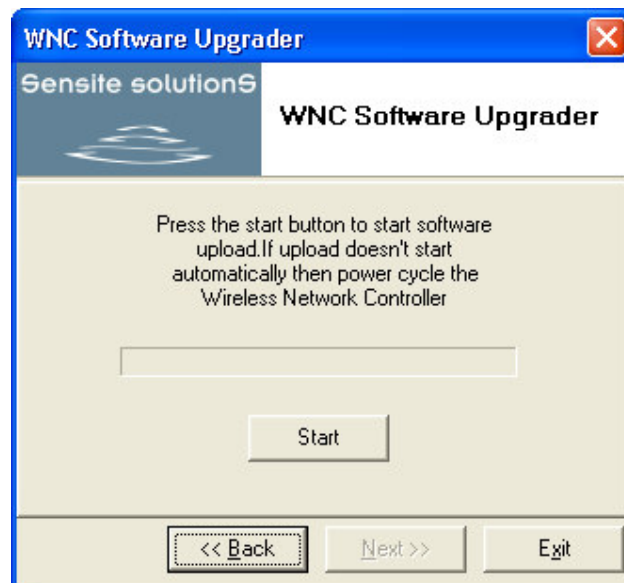 WNC Software Upgrader
Sensite solutionS
WNC Software Upgrader
Press the start button to start software
upload.If upload doesn't start
automatically then power cycle the
Wireless Network Controller
Start
<< Back
Next >>
Exit